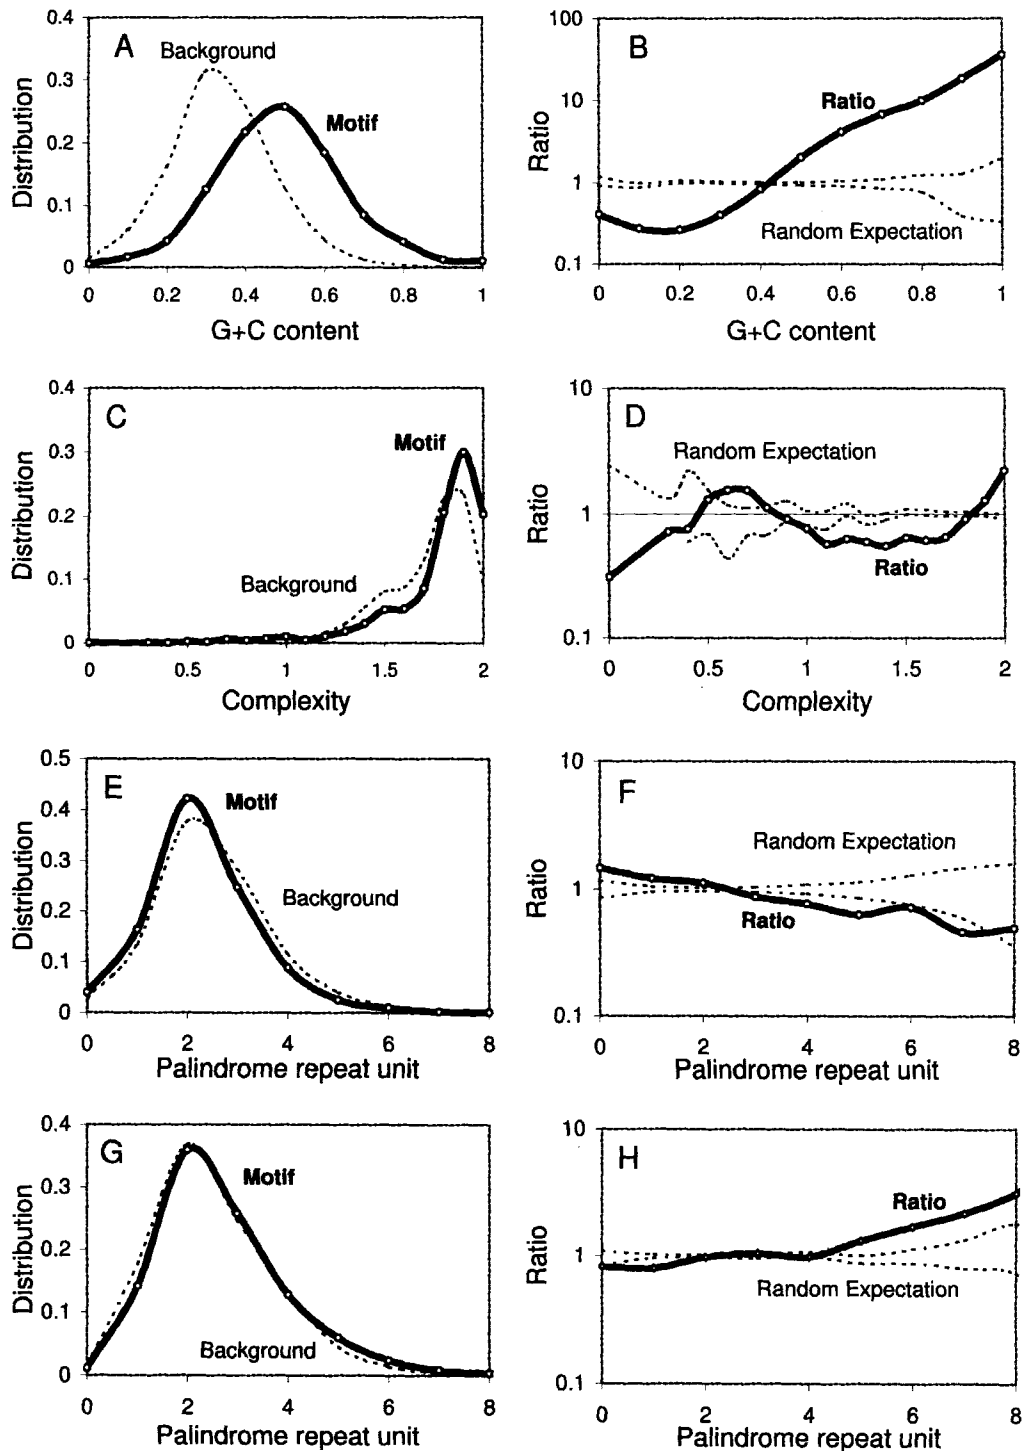 0.4
A
Background
0.3
Motif
0.2
Distribution
0.1
0
0 0.2 0.4 0.6 0.8 1
G+C content
100
B
Ratio
10
Ratio
1
Random Expectation
0.1
0 0.2 0.4 0.6 0.8 1
G+C content
0.4
C
Motif
0.3
Distribution
0.2
Background
0.1
0
0 0.5 1 1.5 2
Complexity
10
D
Random Expectation
Ratio
1
Ratio
0.1
0 0.5 1 1.5 2
Complexity
0.5
E
Motif
0.4
Distribution
0.3
Background
0.2
0.1
0
0 2 4 6 8
Palindrome repeat unit
10
F
Random Expectation
Ratio
1
Ratio
0.1
0 2 4 6 8
Palindrome repeat unit
0.4
G
Motif
0.3
Distribution
0.2
0.1
Background
0
0 2 4 6 8
Palindrome repeat unit
10
H
Ratio
Ratio
1
Random Expectation
0.1
0 2 4 6 8
Palindrome repeat unit